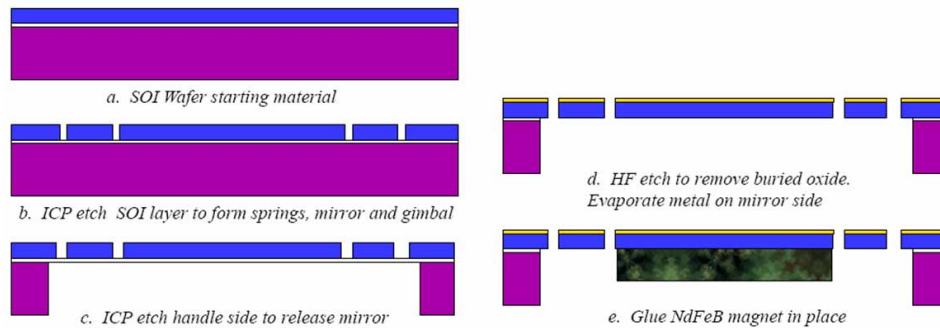 a. SOI Wafer starting material
b. ICP etch SOI layer to form springs, mirror and gimbal
c. ICP etch handle side to release mirror
d. HF etch to remove buried oxide.
Evaporate metal on mirror side
e. Glue NdFeB magnet in place